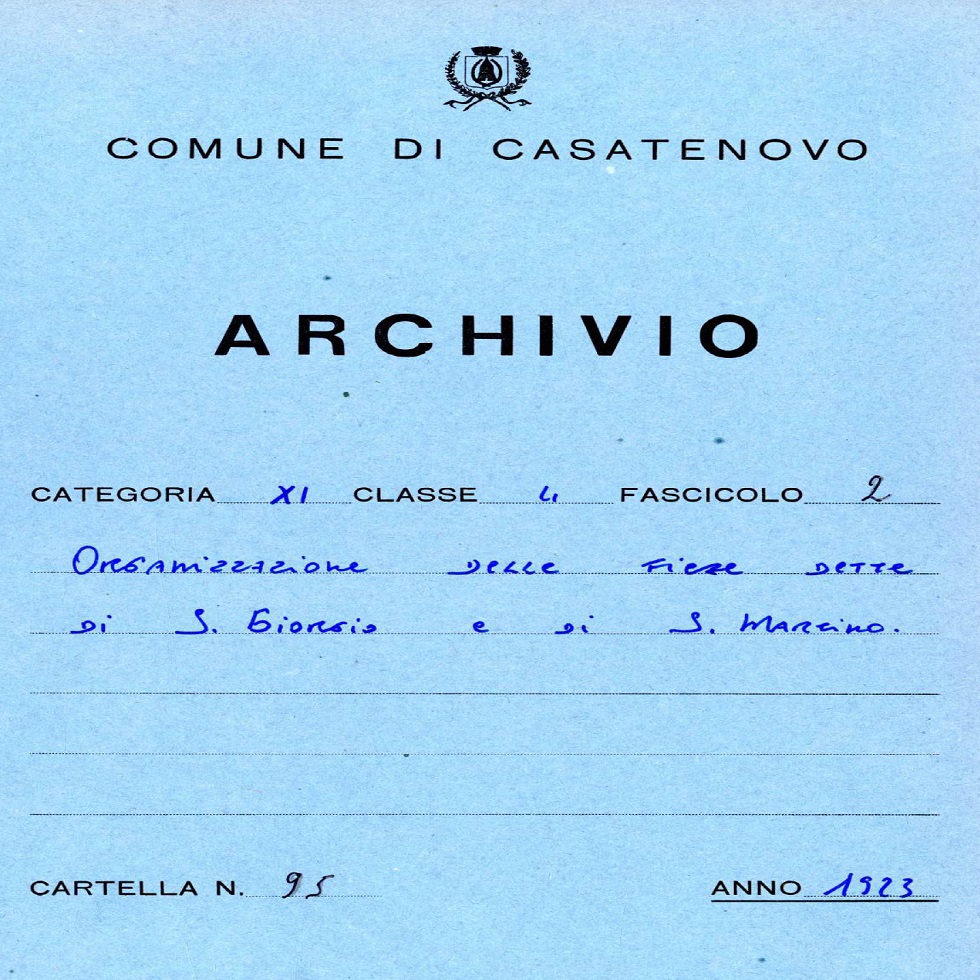 COMUNE DI CASATENOVO
ARCHIVIO
CATEGORIA XI CLASSE 4 FASCICOLO 2
Organizzazione delle fiere dette
di S. Giorgio e di S. Marcino.
CARTELLA N. 95
ANNO 1923